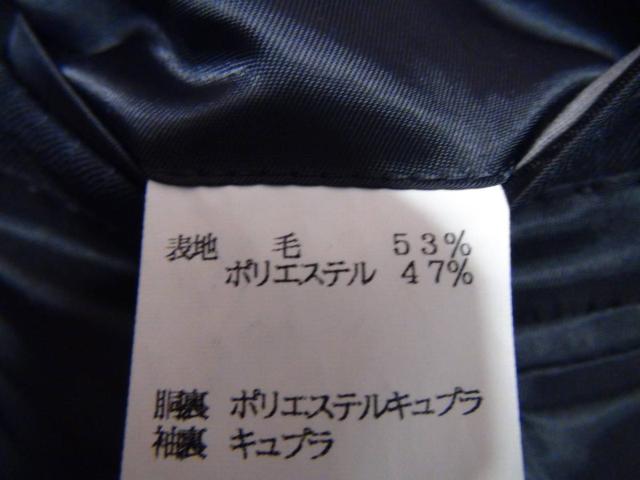 表地 毛 53%
ポリエステル 47%
胴裏 ポリエステルキュプラ
袖裏 キュプラ